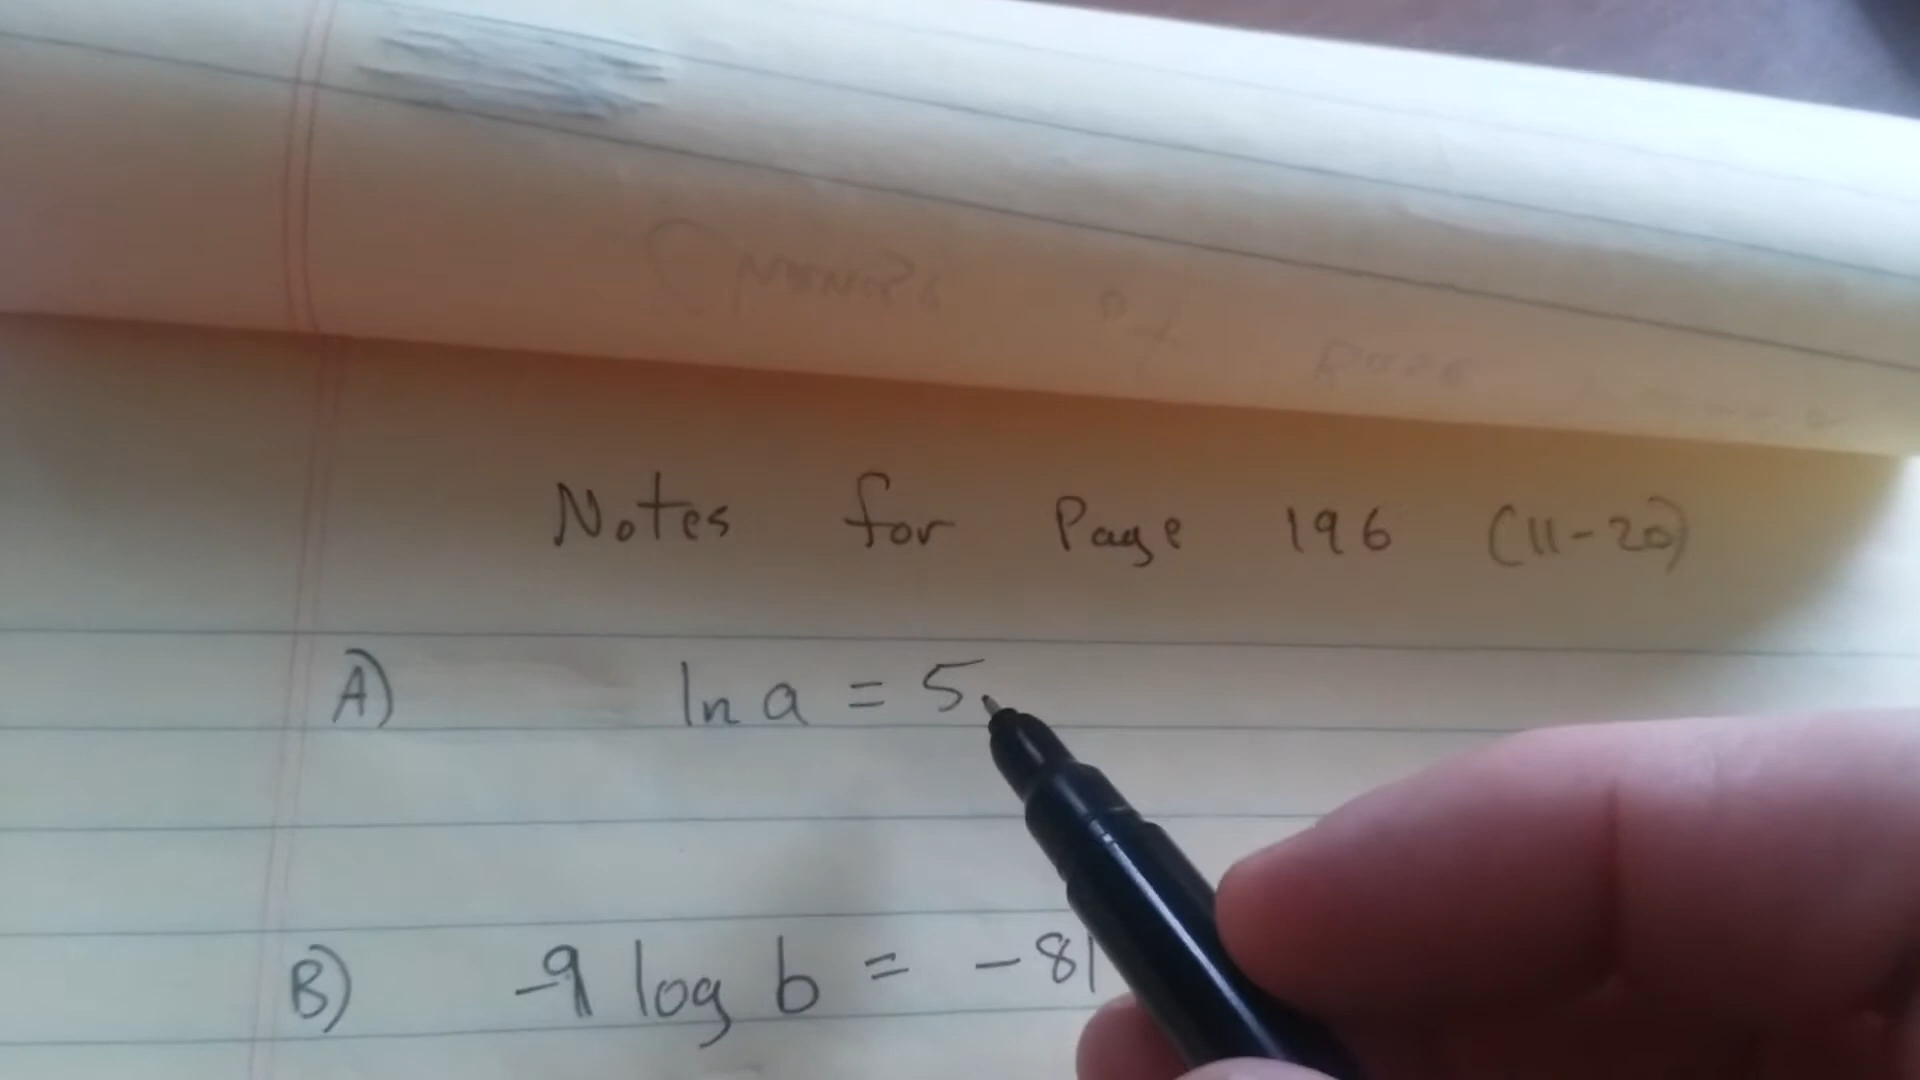 Notes for Page 196 (11-20)
A) ln a = 5
B) -9 log b = -81